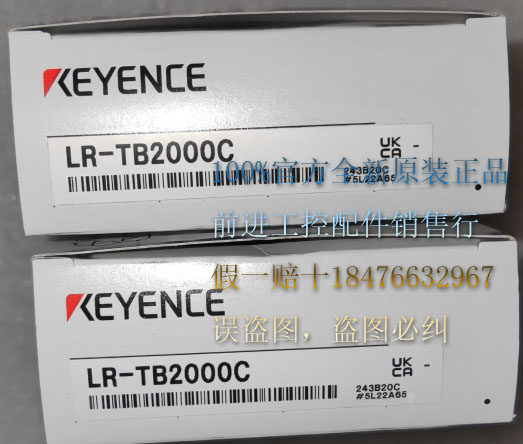 KEYENCE
LR-TB2000C
UK
CA
-
243B20C
#5L22A65
100%官方全新原装正品
前进工控配件销售行
假一赔十18476632967
误盗图，盗图必纠
KEYENCE
LR-TB2000C
UK
CA
-
243B20C
#5L22A65